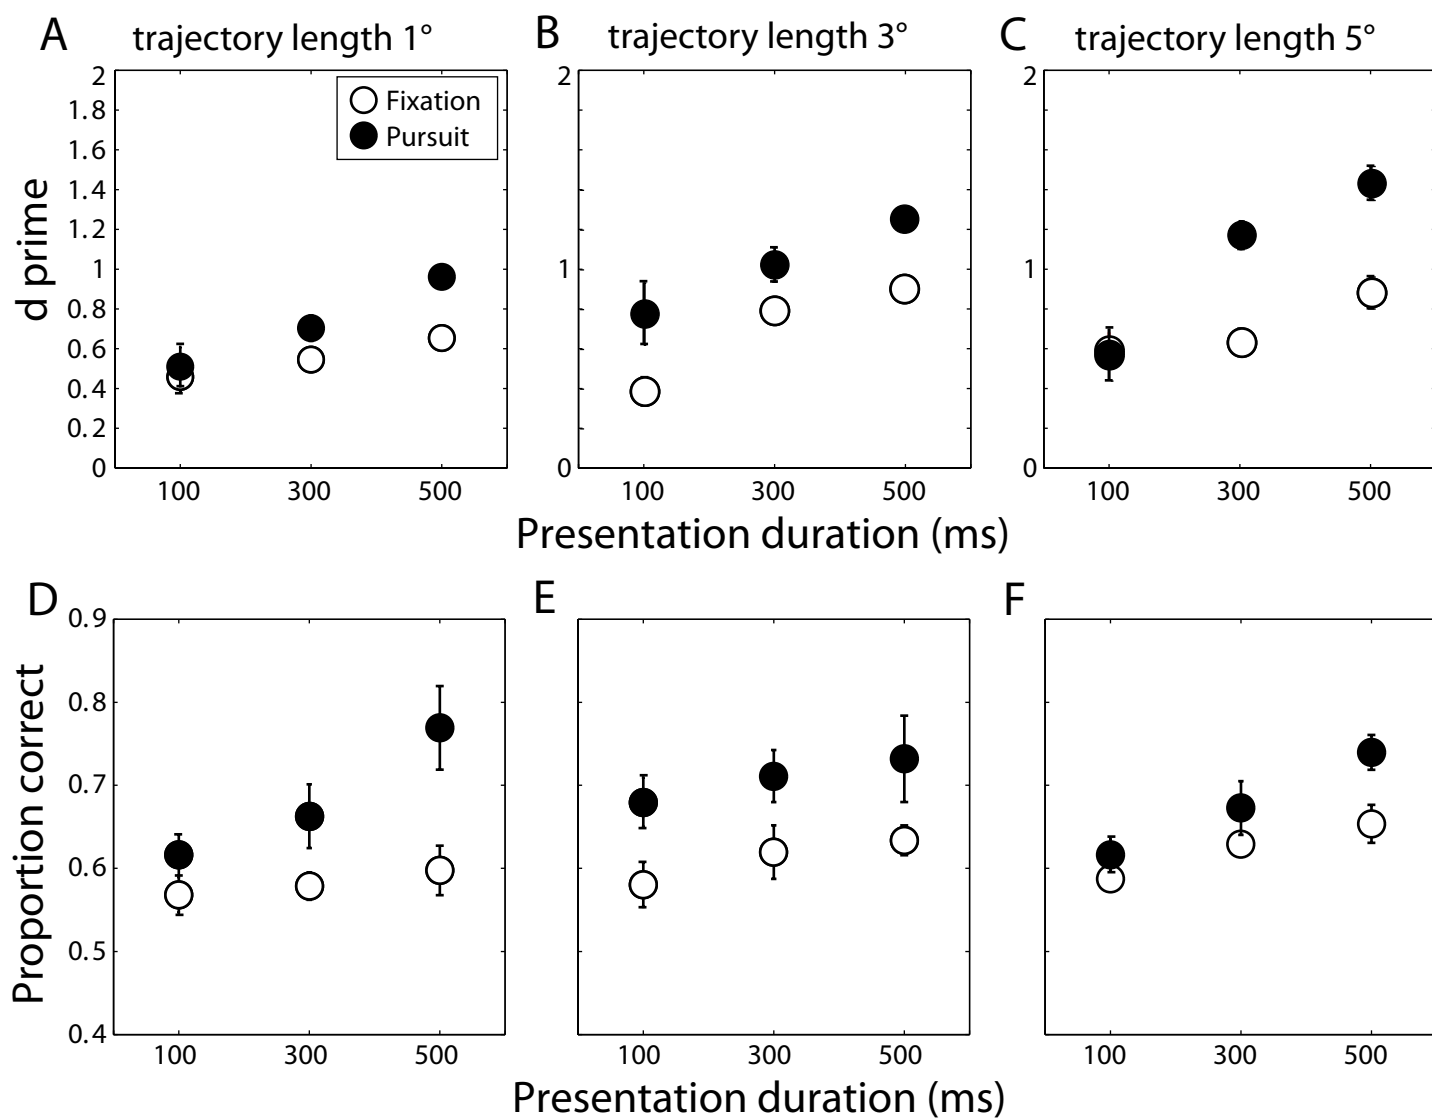 A trajectory length 1°
B trajectory length 3°
C trajectory length 5°
Fixation
Pursuit
d prime
2
1.8
1.6
1.4
1.2
1
0.8
0.6
0.4
0.2
0
100 300 500
2
1
0
100 300 500
2
1
0
100 300 500
Presentation duration (ms)
D
E
F
Proportion correct
0.9
0.8
0.7
0.6
0.5
0.4
100 300 500
100 300 500
100 300 500
Presentation duration (ms)